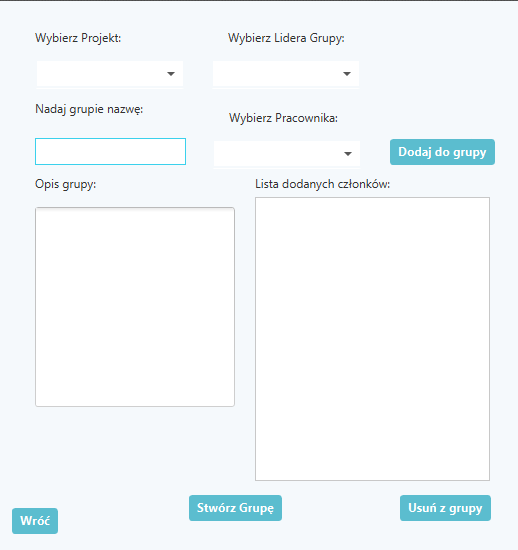 Wybierz Projekt:
Wybierz Lidera Grupy:
Nadaj grupie nazwę:
Wybierz Pracownika:
Dodaj do grupy
Opis grupy:
Lista dodanych członków:
Stwórz Grupę
Usuń z grupy
Wróć